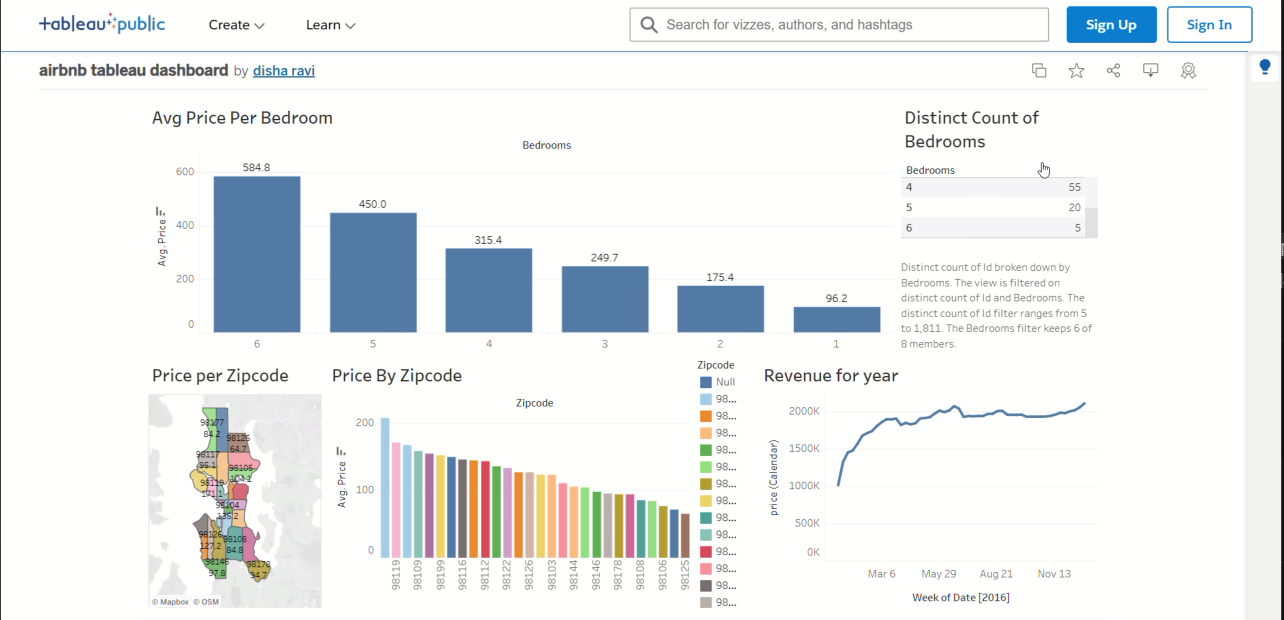 +ableau public
Create
Learn
Search for vizzes, authors, and hashtags
Sign Up
Sign In
airbnb tableau dashboard by disha ravi
Avg Price Per Bedroom
Bedrooms
Avg. Price
600
400
200
0
584.8
450.0
315.4
249.7
175.4
96.2
6
5
4
3
2
1
Distinct Count of
Bedrooms
Bedrooms
4 55
5 20
6 5
Distinct count of Id broken down by
Bedrooms. The view is filtered on
distinct count of Id and Bedrooms. The
distinct count of Id filter ranges from 5
to 1,811. The Bedrooms filter keeps 6 of
8 members.
Price per Zipcode
98177
84.2
98125
64.7
98117
95.1
98105
104.2
98119
171.1
98104
135.2
98126
127.2
98108
84.8
98146
97.8
98178
94.7
© Mapbox © OSM
Price By Zipcode
Zipcode
Avg. Price
200
100
0
98119
98109
98199
98116
98112
98122
98126
98103
98144
98146
98178
98108
98106
98125
Zipcode
Null
98...
98...
98...
98...
98...
98...
98...
98...
98...
98...
98...
98...
98...
Revenue for year
price (Calendar)
2000K
1500K
1000K
500K
0K
Mar 6
May 29
Aug 21
Nov 13
Week of Date [2016]